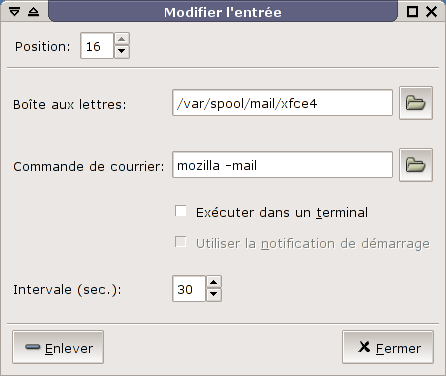 Modifier l'entrée
Position: 16
Boîte aux lettres: /var/spool/mail/xfce4
Commande de courrier: mozilla -mail
Exécuter dans un terminal
Utiliser la notification de démarrage
Intervale (sec.): 30
Enlever Fermer